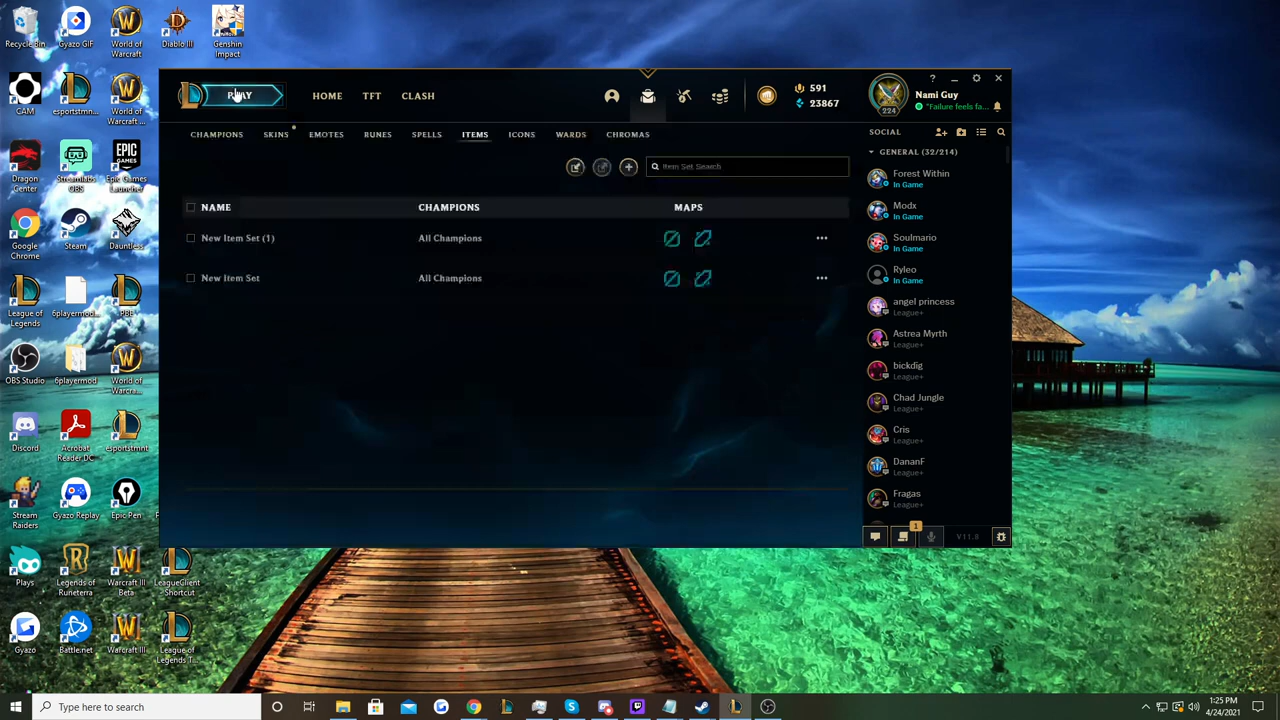 Recycle Bin
Gyazo GIF
World of
Warcraft
Diablo III
Genshin
Impact
CAM
esportstmn...
World of
Warcraft ...
Dragon
Center
Streamlabs
OBS
Epic Games
Launcher
Google
Chrome
Steam
Dauntless
League of
Legends
6playermob...
PBE
OBS Studio
6playermod...
World of
Warcra...
Discord
Acrobat
Reader DC
esportstmnt
Stream
Raiders
Gyazo Replay
Epic Pen
Plays
Legends of
Runeterra
Warcraft III
Beta
LeagueClient
- Shortcut
Gyazo
Battle.net
Warcraft III
League of
Legends T...
PLAY
HOME
TFT
CLASH
591
23867
?
224
Nami Guy
"Failure feels fa...
CHAMPIONS
SKINS
EMOTES
RUNES
SPELLS
ITEMS
ICONS
WARDS
CHROMAS
Item Set Search
NAME
CHAMPIONS
MAPS
New Item Set (1)
All Champions
New Item Set
All Champions
SOCIAL
GENERAL (32/214)
Forest Within
In Game
Modx
In Game
Soulmario
In Game
Ryleo
In Game
angel princess
League+
Astrea Myrth
League+
bickdig
League+
Chad Jungle
League+
Cris
League+
DananF
League+
Fragas
League+
1
V11.8
Type here to search
1:25 PM
4/24/2021